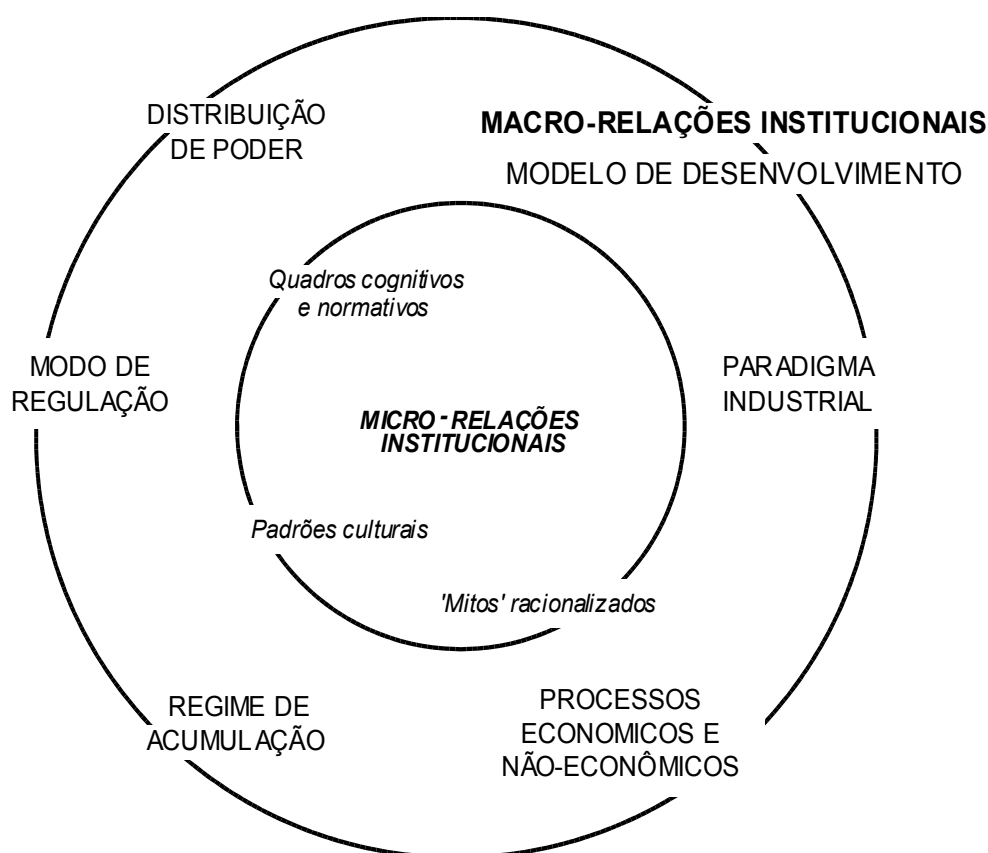 DISTRIBUIÇÃO
DE PODER
MACRO-RELAÇÕES INSTITUCIONAIS
MODELO DE DESENVOLVIMENTO
Quadros cognitivos
e normativos
MODO DE
REGULAÇÃO
PARADIGMA
INDUSTRIAL
MICRO-RELAÇÕES
INSTITUCIONAIS
Padrões culturais
'Mitos' racionalizados
REGIME DE
ACUMULAÇÃO
PROCESSOS
ECONOMICOS E
NÃO-ECONÔMICOS